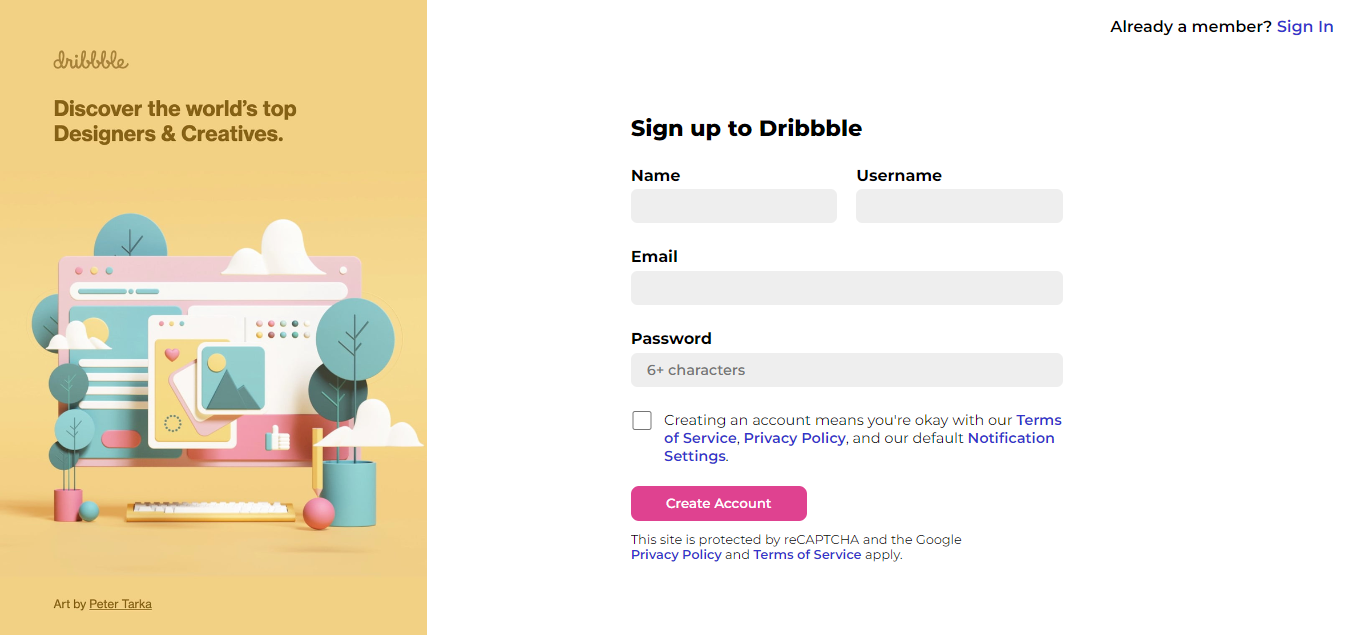 dribbble
Discover the world's top
Designers & Creatives.
Art by Peter Tarka
Already a member? Sign In
Sign up to Dribbble
Name Username
Email
Password
6+ characters
Creating an account means you're okay with our Terms
of Service, Privacy Policy, and our default Notification
Settings.
Create Account
This site is protected by reCAPTCHA and the Google
Privacy Policy and Terms of Service apply.